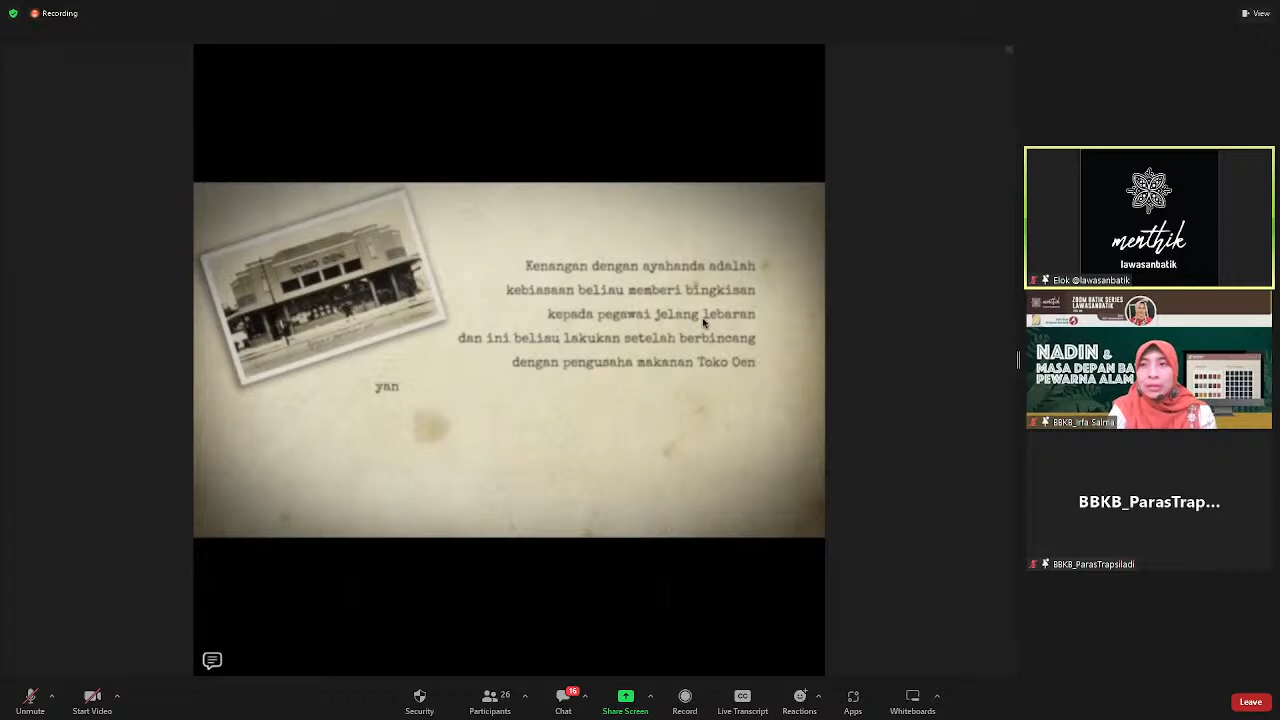 Recording
View
TOKO OEN
Kenangan dengan ayahanda adalah
kebiasaan beliau memberi bingkisan
kepada pegawai jelang lebaran
dan ini beliau lakukan setelah berbincang
dengan pengusaha makanan Toko Oen
yan
menthik
lawasanbatik
Elok @lawasanbatik
menthik
ZOOM BATIK SERIES
LAWASANBATIK
NADIN &
MASA DEPAN BA
PEWARNA ALAM
BBKB_Irfa Salma
BBKB_ParasTrap...
BBKB_ParasTrapsiladi
Unmute
Start Video
Security
Participants
26
Chat
16
Share Screen
Record
Live Transcript
CC
Reactions
Apps
Whiteboards
Leave